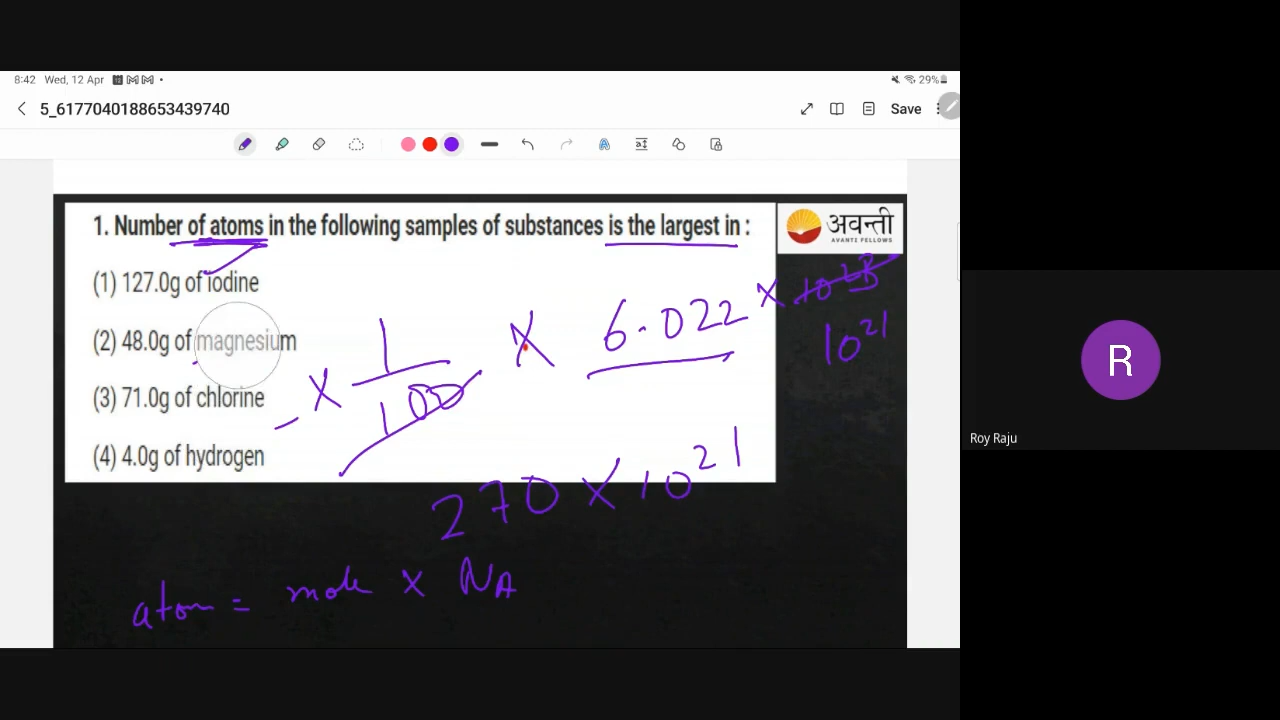 8:42 Wed, 12 Apr 29%
5_6177040188653439740
Save
1. Number of atoms in the following samples of substances is the largest in :
अवन्ती
AVANTI FELLOWS
(1) 127.0g of iodine
(2) 48.0g of magnesium
(3) 71.0g of chlorine
(4) 4.0g of hydrogen
× 1/100 × 6.022 × 10^23
10^21
270 × 10^21
atom = mole × NA
R
Roy Raju